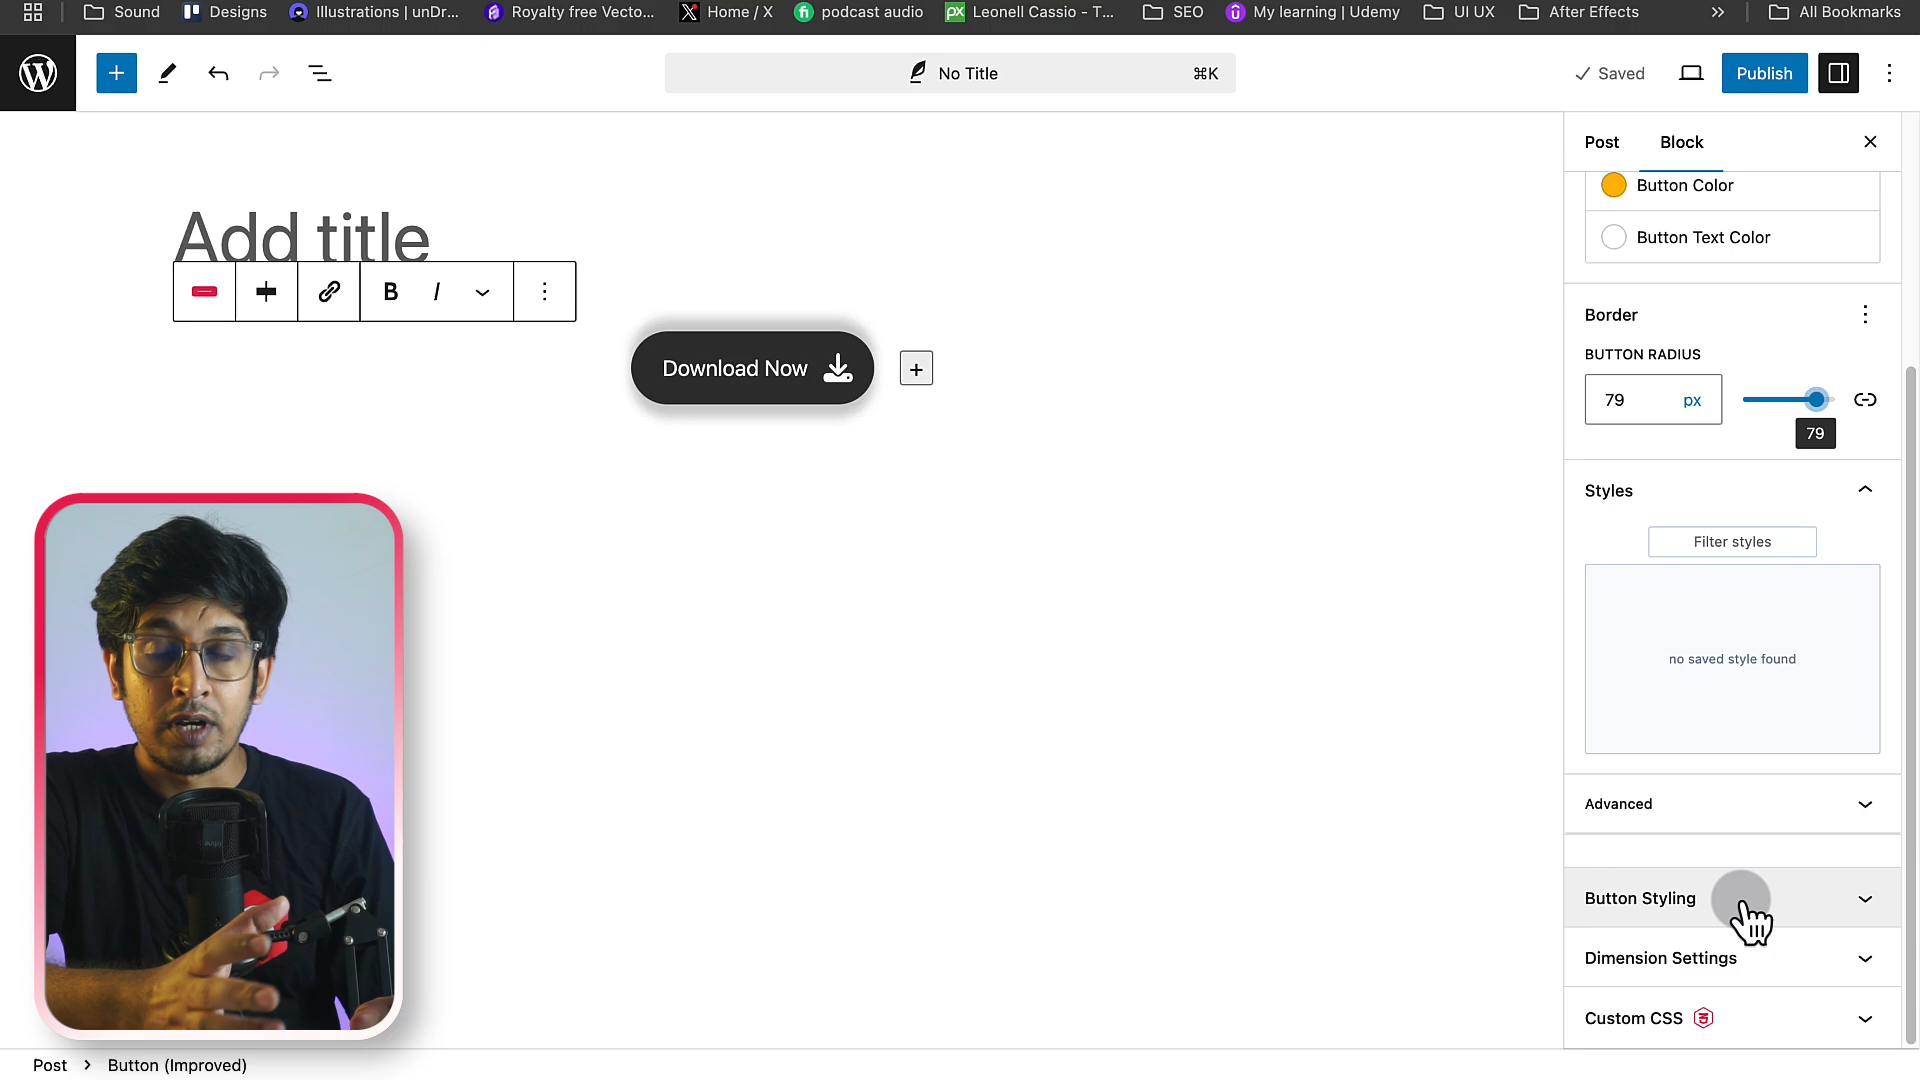 Sound
Designs
Illustrations | unDr...
Royalty free Vecto...
Home / X
podcast audio
Leonell Cassio - T...
SEO
My learning | Udemy
UI UX
After Effects
All Bookmarks
No Title
⌘K
Saved
Publish
Post
Block
Button Color
Button Text Color
Add title
B
I
Download Now
Border
BUTTON RADIUS
79
px
79
Styles
Filter styles
no saved style found
Advanced
Button Styling
Dimension Settings
Custom CSS
Post > Button (Improved)